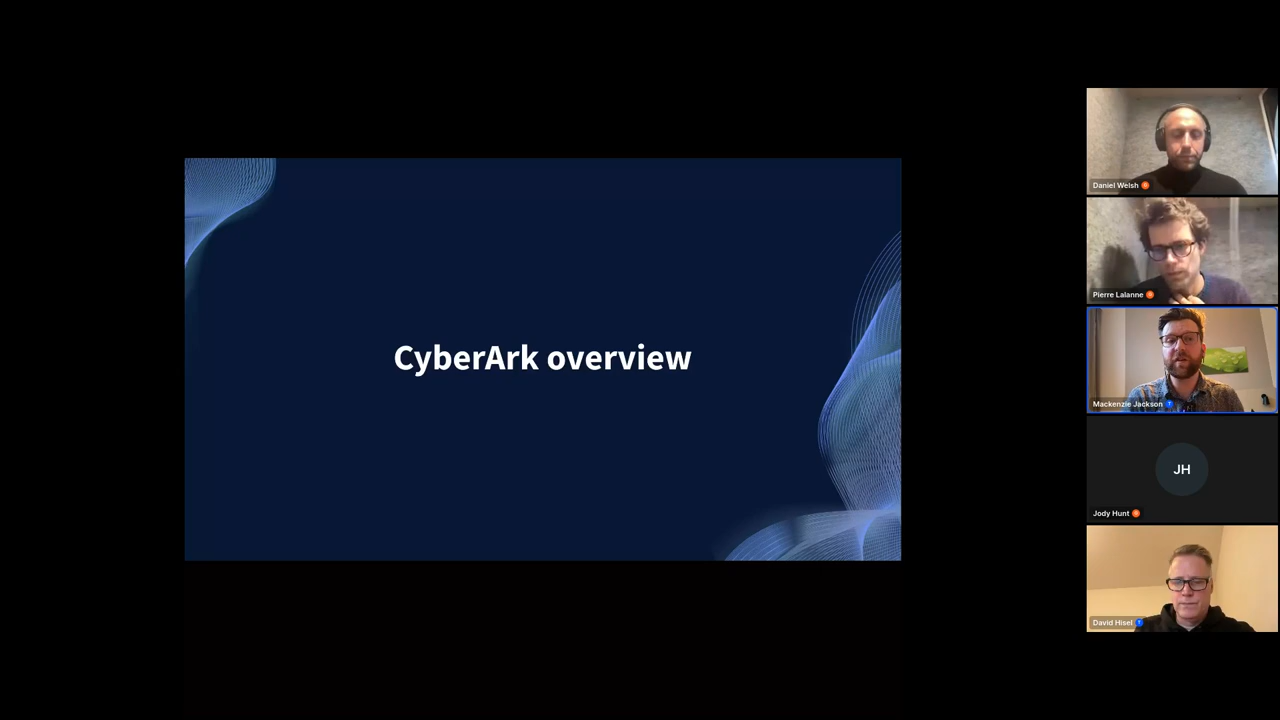 CyberArk overview
Daniel Welsh
Pierre Lalanne
Mackenzie Jackson
JH
Jody Hunt
David Hisel